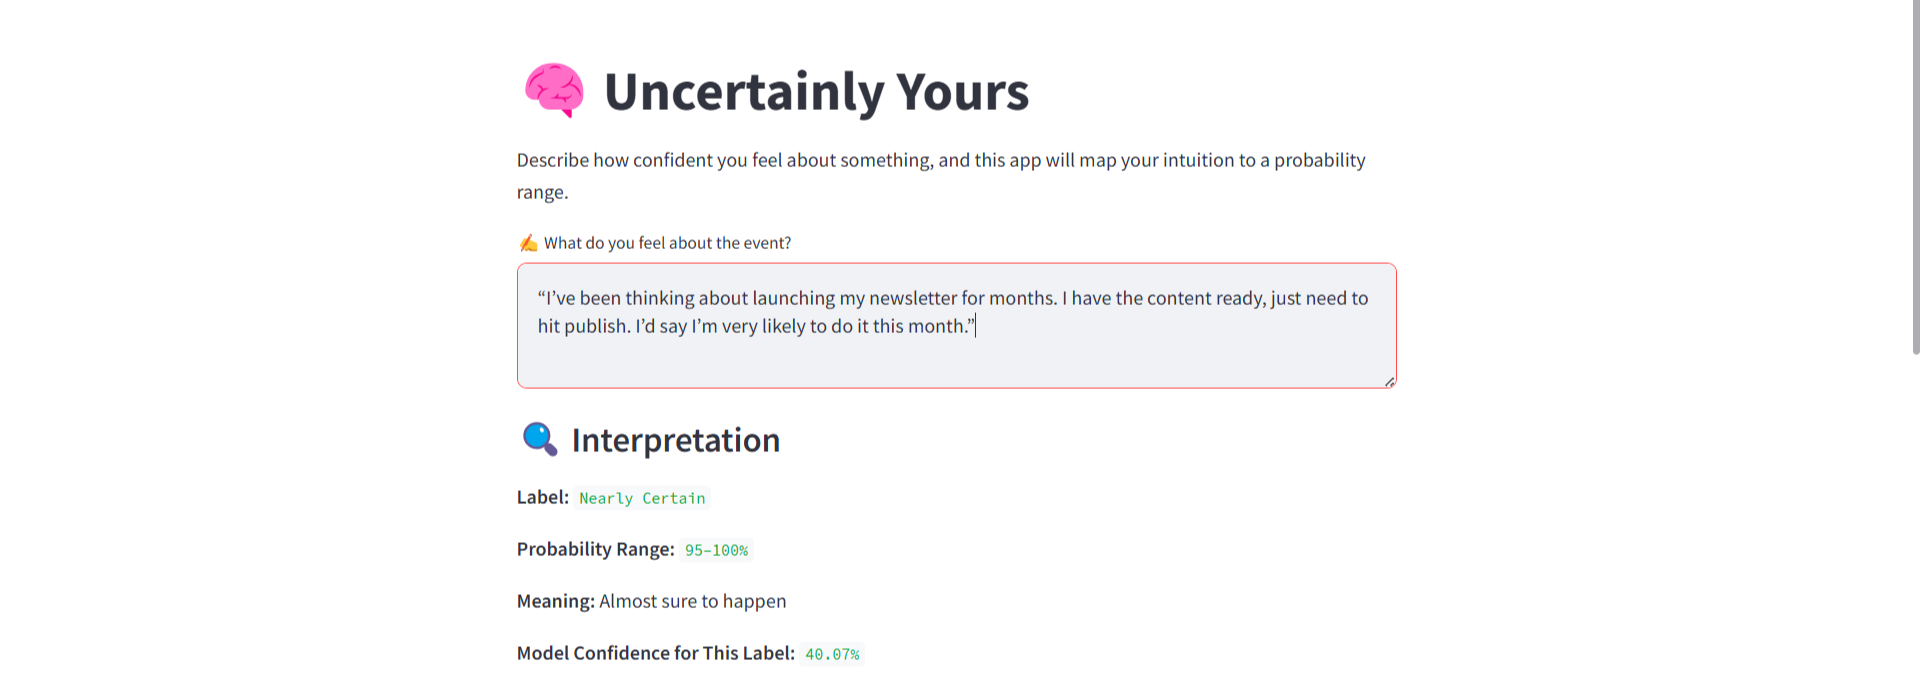 Uncertainly Yours
Describe how confident you feel about something, and this app will map your intuition to a probability
range.
What do you feel about the event?
“I’ve been thinking about launching my newsletter for months. I have the content ready, just need to
hit publish. I’d say I’m very likely to do it this month.”
Interpretation
Label: Nearly Certain
Probability Range: 95–100%
Meaning: Almost sure to happen
Model Confidence for This Label: 40.07%